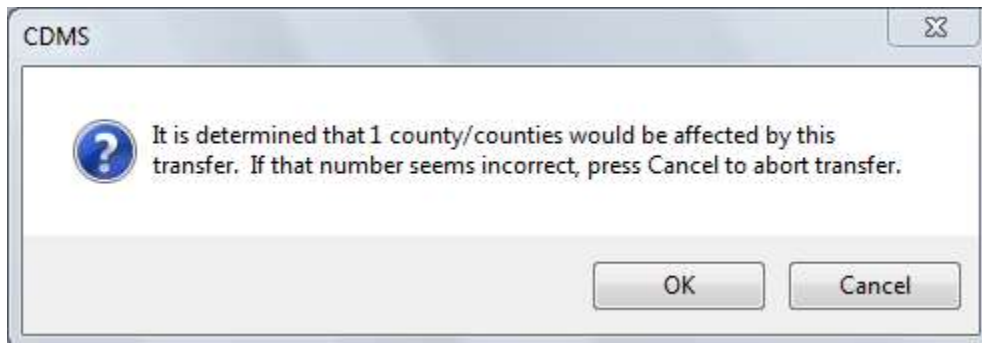 CDMS
It is determined that 1 county/counties would be affected by this
transfer.  If that number seems incorrect, press Cancel to abort transfer.
OK
Cancel